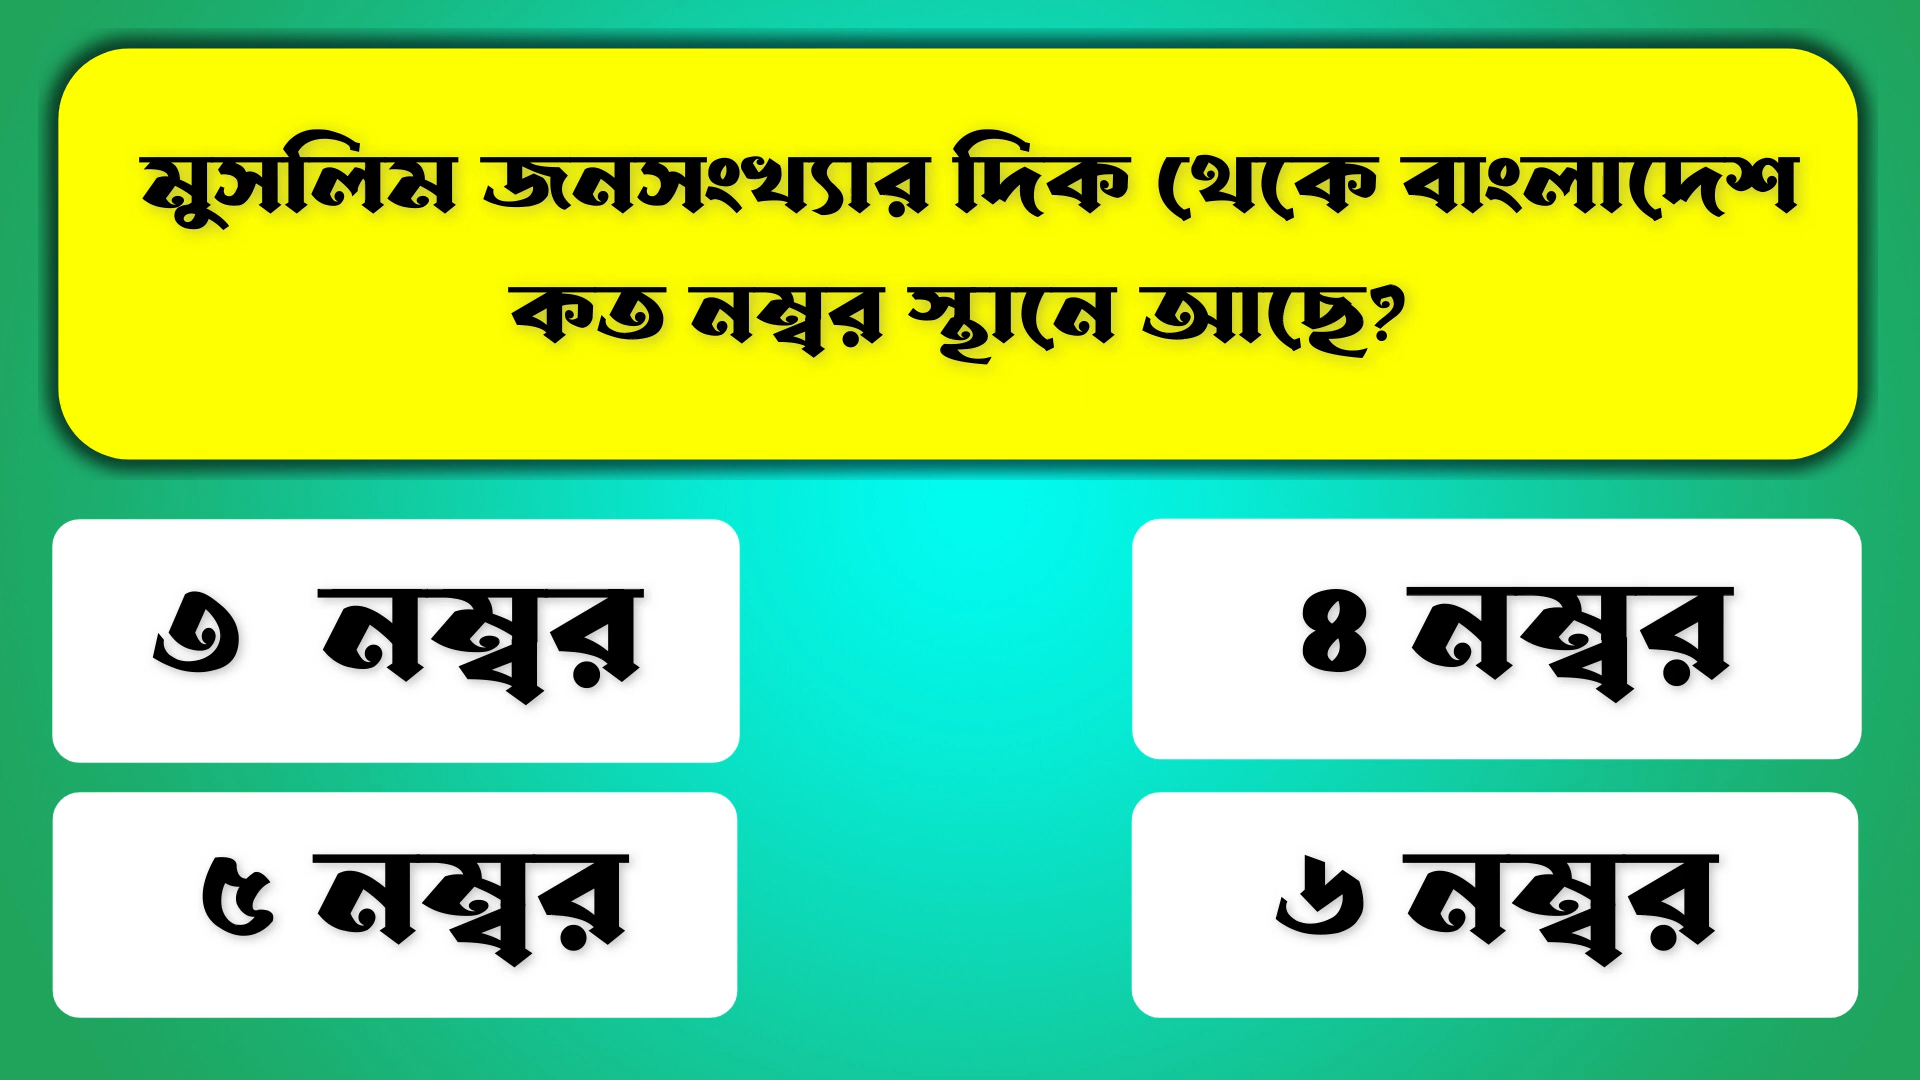 মুসলিম জনসংখ্যার দিক থেকে বাংলাদেশ
কত নম্বর স্থানে আছে?
৩ নম্বর
৪ নম্বর
৫ নম্বর
৬ নম্বর